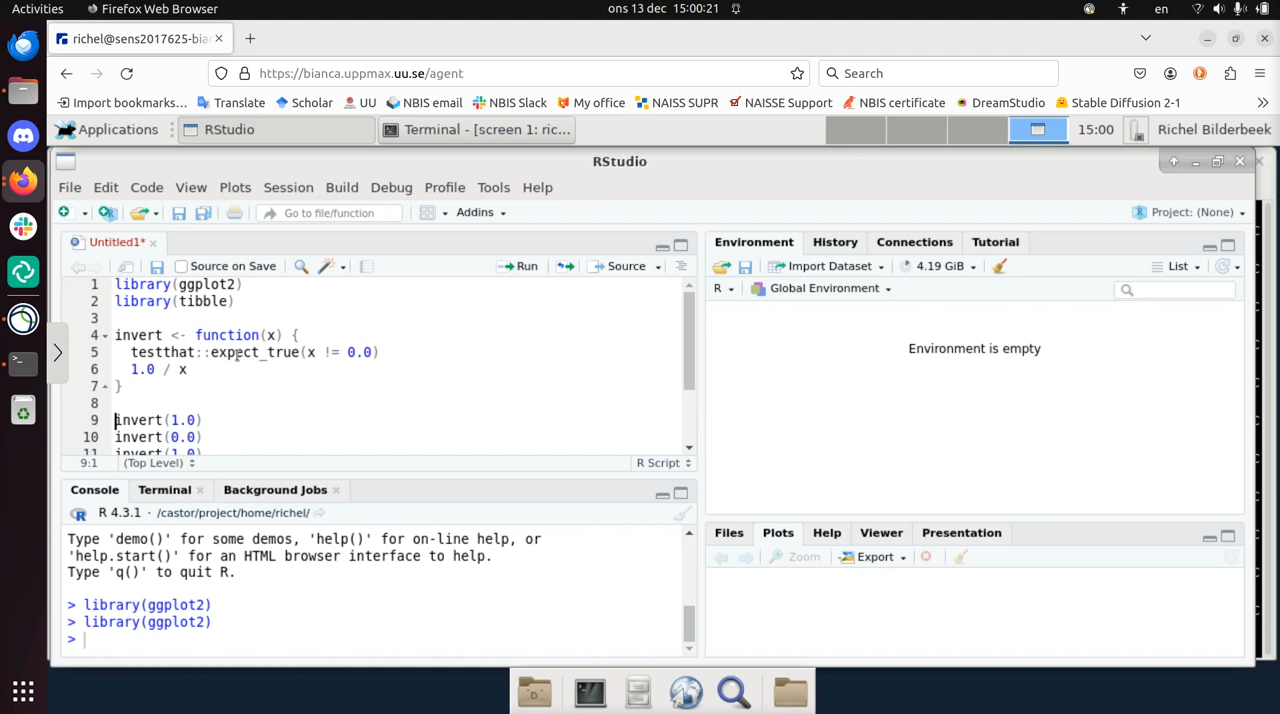 Activities Firefox Web Browser ons 13 dec 15:00:21 en
richel@sens2017625-bia
https://bianca.uppmax.uu.se/agent Search
Import bookmarks... Translate Scholar UU NBIS email NBIS Slack My office NAISS SUPR NAISSE Support NBIS certificate DreamStudio Stable Diffusion 2-1
Applications RStudio Terminal - [screen 1: ric... 15:00 Richel Bilderbeek
RStudio
File Edit Code View Plots Session Build Debug Profile Tools Help
Go to file/function Addins Project: (None)
Untitled1*
Source on Save Run Source
1 library(ggplot2)
2 library(tibble)
3
4 invert <- function(x) {
5 testthat::expect_true(x != 0.0)
6 1.0 / x
7 }
8
9 invert(1.0)
10 invert(0.0)
11 invert(1.0)
9:1 (Top Level) R Script
Console Terminal Background Jobs
R 4.3.1 · /castor/project/home/richel/
Type 'demo()' for some demos, 'help()' for on-line help, or
'help.start()' for an HTML browser interface to help.
Type 'q()' to quit R.
> library(ggplot2)
> library(ggplot2)
>
Environment History Connections Tutorial
Import Dataset 4.19 GiB List
R Global Environment
Environment is empty
Files Plots Help Viewer Presentation
Zoom Export